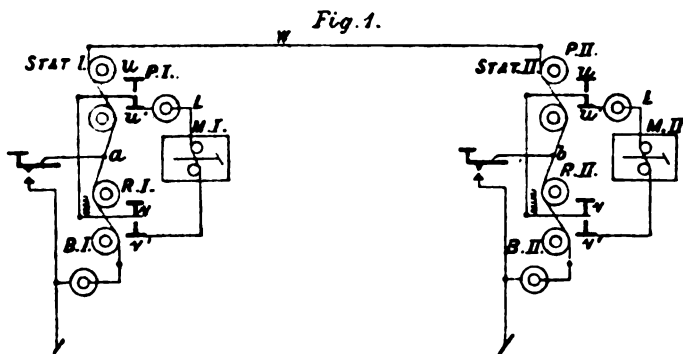 Fig. 1.
W
STAT I.
u
P.I.
STAT. II.
u
P.II.
u'
L
u'
L
M.I.
M.II
a
b
R.I.
R.II.
v
v
B.I.
v'
B.II.
v'